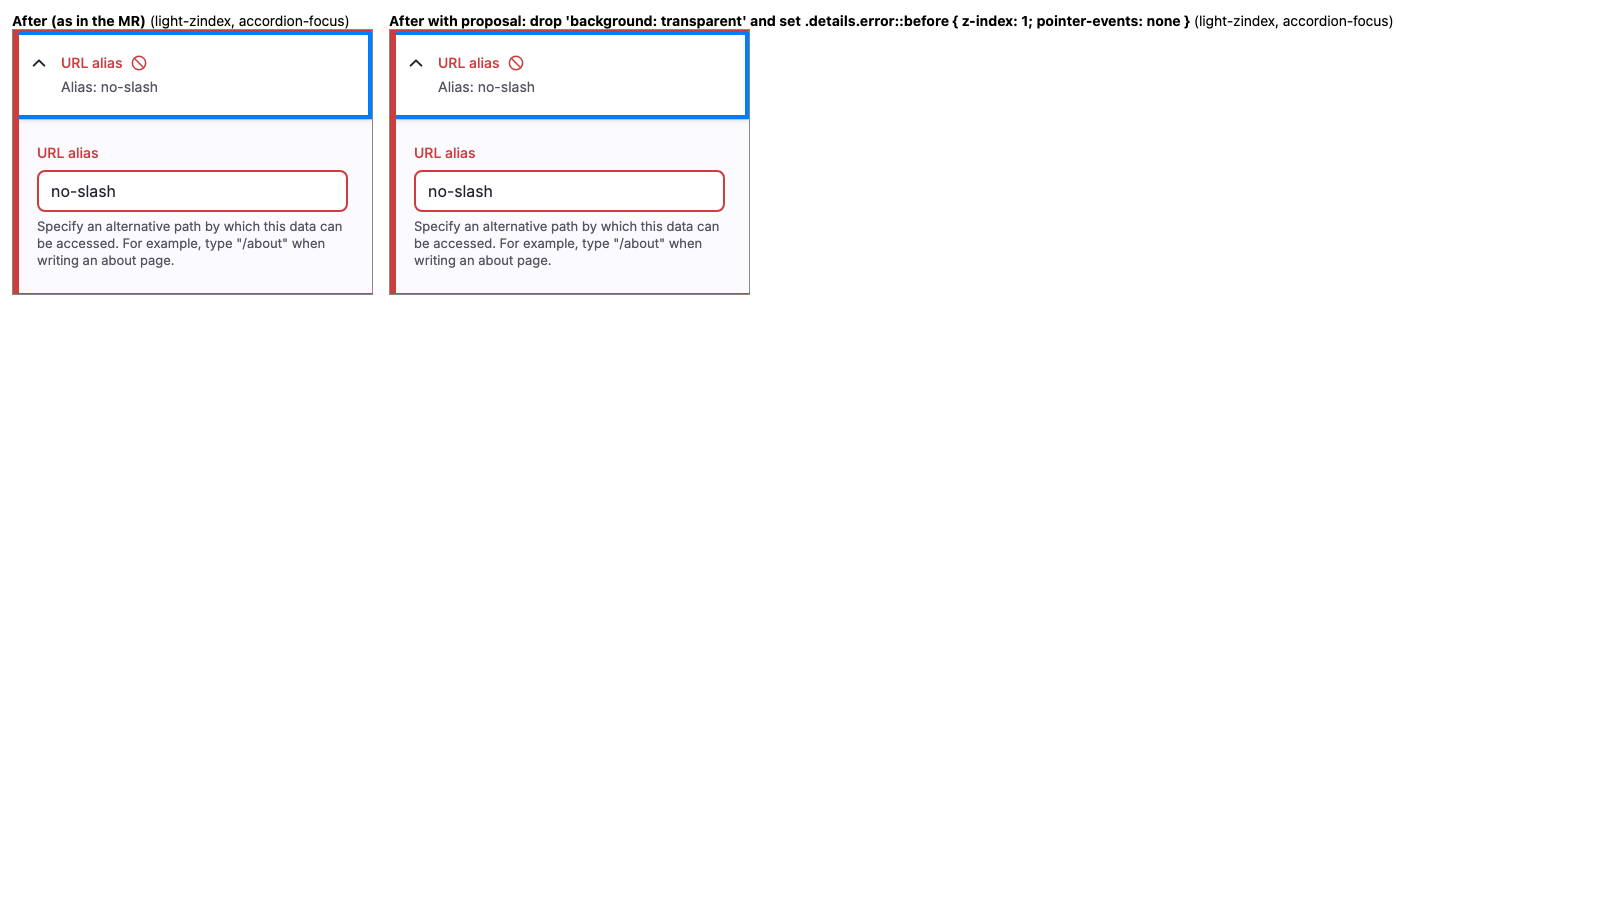 After (as in the MR) (light-zindex, accordion-focus)
URL alias
Alias: no-slash
URL alias
no-slash
Specify an alternative path by which this data can
be accessed. For example, type "/about" when
writing an about page.
After with proposal: drop 'background: transparent' and set .details.error::before { z-index: 1; pointer-events: none } (light-zindex, accordion-focus)
URL alias
Alias: no-slash
URL alias
no-slash
Specify an alternative path by which this data can
be accessed. For example, type "/about" when
writing an about page.